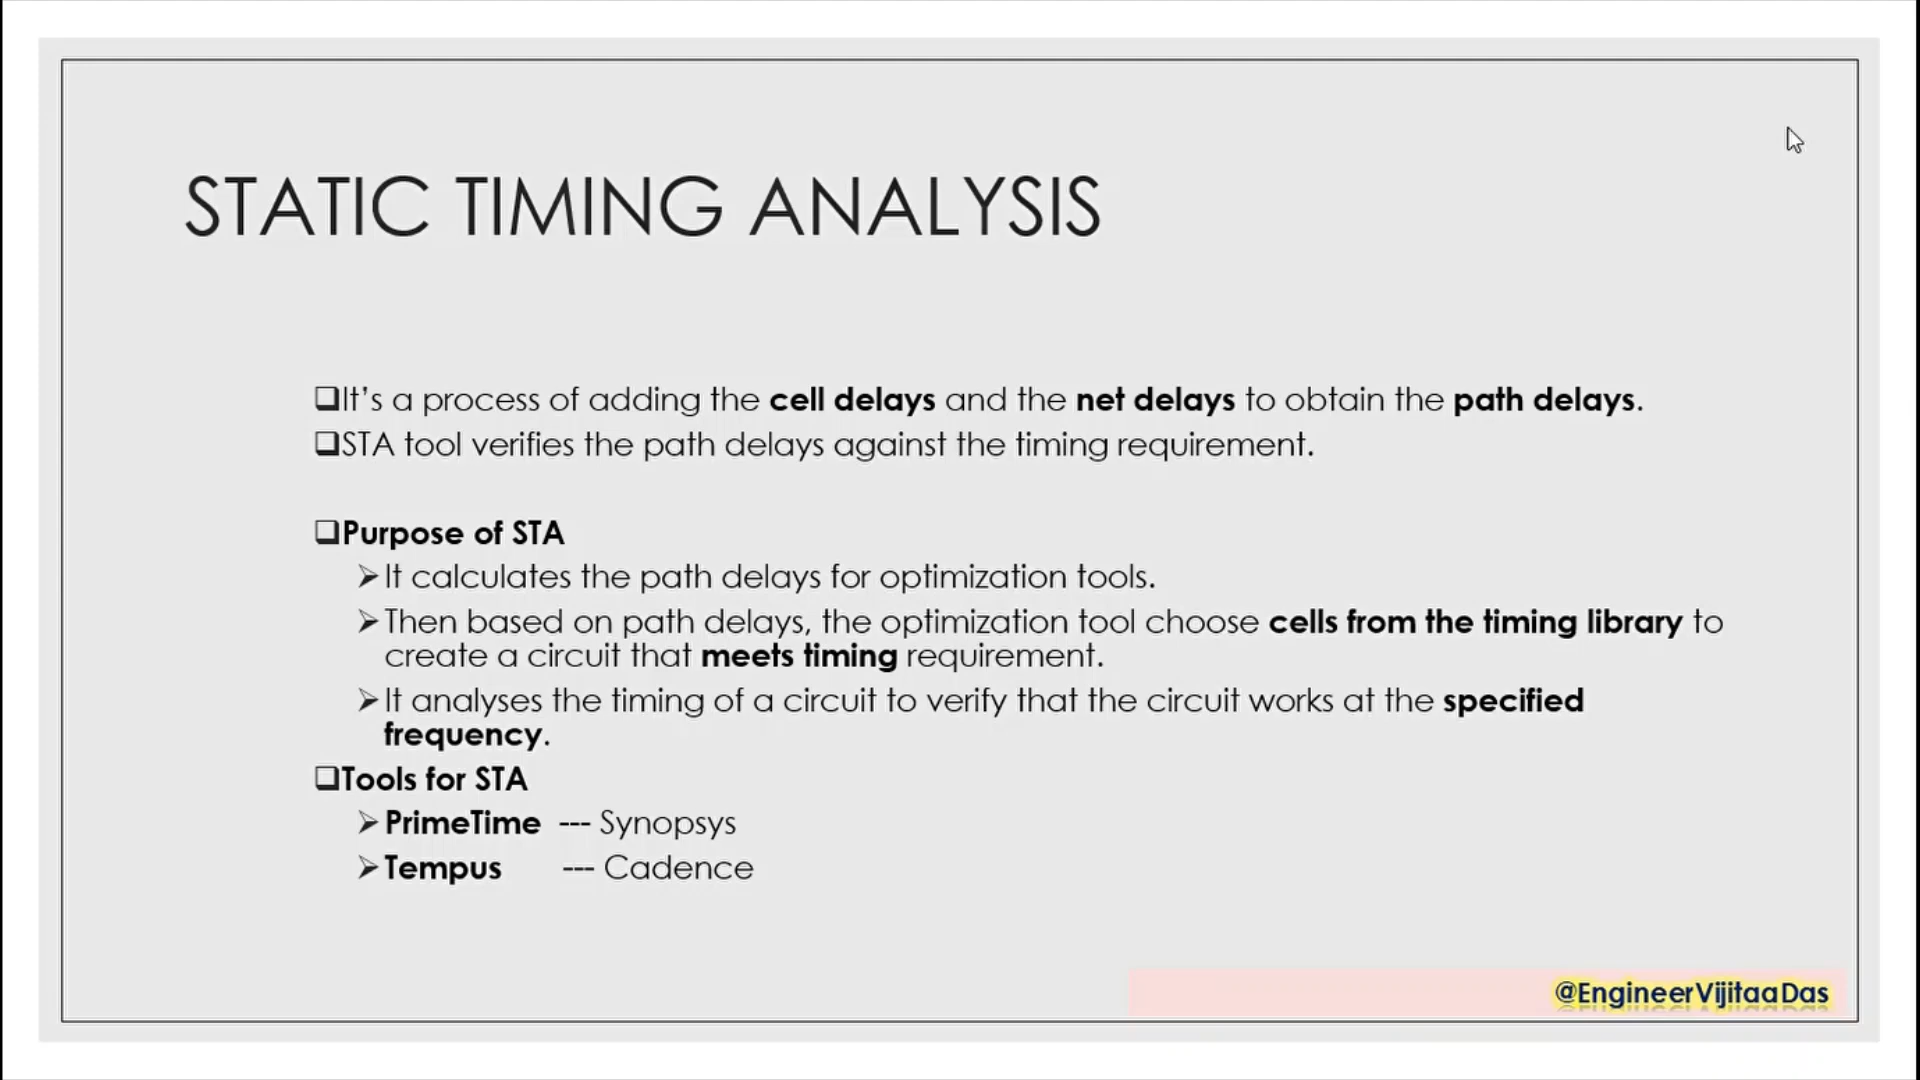 STATIC TIMING ANALYSIS
❑It's a process of adding the cell delays and the net delays to obtain the path delays.
❑STA tool verifies the path delays against the timing requirement.
❑Purpose of STA
➢It calculates the path delays for optimization tools.
➢Then based on path delays, the optimization tool choose cells from the timing library to
create a circuit that meets timing requirement.
➢It analyses the timing of a circuit to verify that the circuit works at the specified
frequency.
❑Tools for STA
➢PrimeTime --- Synopsys
➢Tempus --- Cadence
@EngineerVijitaaDas